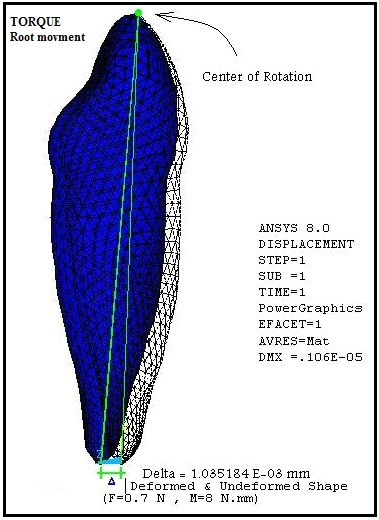 TORQUE
Root movment
Center of Rotation
ANSYS 8.0
DISPLACEMENT
STEP=1
SUB =1
TIME=1
PowerGraphics
EFACET=1
AVRES=Mat
DMX =.106E-05
Delta = 1.035184 E-03 mm
Δ
Deformed & Undeformed Shape
(F=0.7 N , M=8 N.mm)